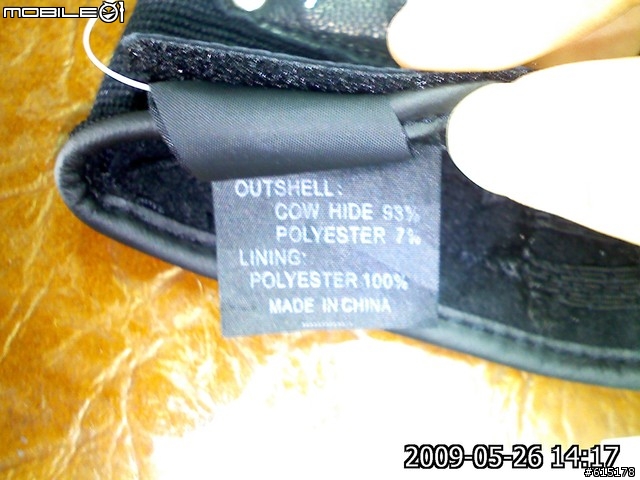 MOBILE01
OUTSHELL:
COW HIDE 93%
POLYESTER 7%
LINING:
POLYESTER 100%
MADE IN CHINA
2009-05-26 14:17
#615178